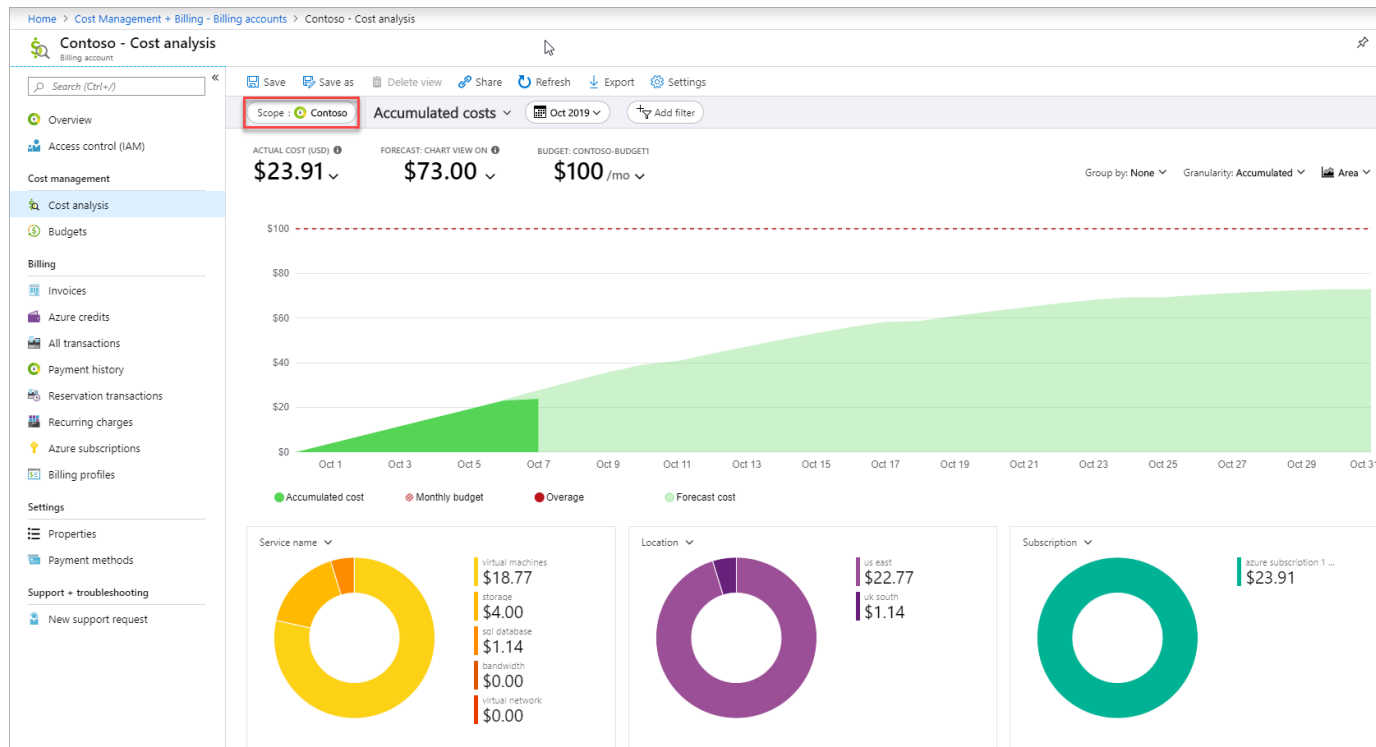 Home > Cost Management + Billing - Billing accounts > Contoso - Cost analysis
Contoso - Cost analysis
Billing account
Search (Ctrl+/)
«
Overview
Access control (IAM)
Cost management
Cost analysis
Budgets
Billing
Invoices
Azure credits
All transactions
Payment history
Reservation transactions
Recurring charges
Azure subscriptions
Billing profiles
Settings
Properties
Payment methods
Support + troubleshooting
New support request
Save Save as Delete view Share Refresh Export Settings
Scope : Contoso Accumulated costs Oct 2019 Add filter
ACTUAL COST (USD) FORECAST: CHART VIEW ON BUDGET: CONTOSO-BUDGET1
$23.91 $73.00 $100 /mo
Group by: None Granularity: Accumulated Area
$100
$80
$60
$40
$20
$0
Oct 1 Oct 3 Oct 5 Oct 7 Oct 9 Oct 11 Oct 13 Oct 15 Oct 17 Oct 19 Oct 21 Oct 23 Oct 25 Oct 27 Oct 29 Oct 31
Accumulated cost Monthly budget Overage Forecast cost
Service name
virtual machines
$18.77
storage
$4.00
sql database
$1.14
bandwidth
$0.00
virtual network
$0.00
Location
us east
$22.77
uk south
$1.14
Subscription
azure subscription 1 ...
$23.91